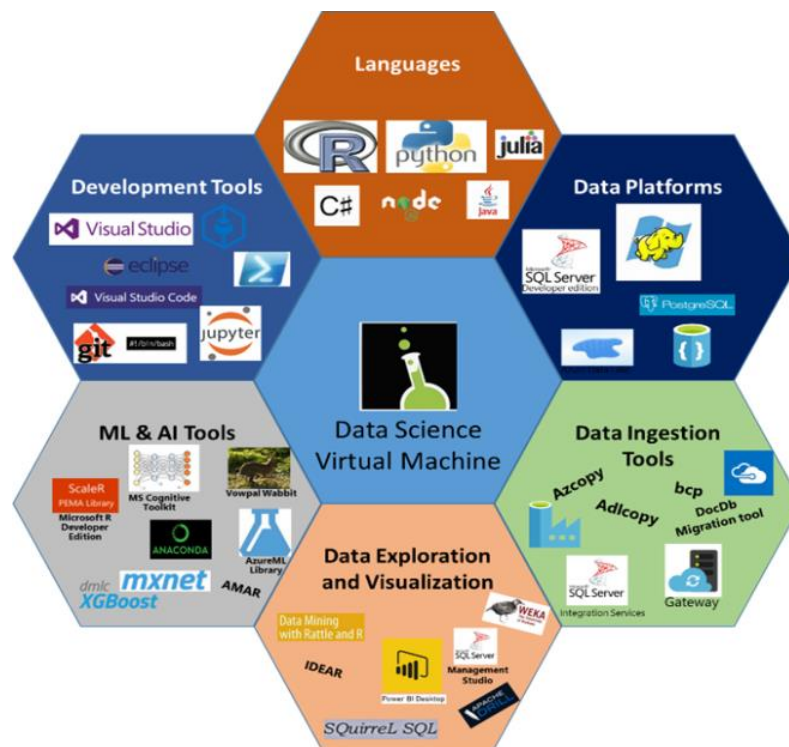 Languages
R
python
julia
C#
node
java
Development Tools
Visual Studio
eclipse
Visual Studio Code
git
#!/bin/bash
jupyter
Data Platforms
Microsoft
SQL Server
Developer edition
PostgreSQL
{ }
Data Science
Virtual Machine
ML & AI Tools
ScaleR
PEMA Library
Microsoft R
Developer
Edition
MS Cognitive
Toolkit
Vowpal Wabbit
ANACONDA
AzureML
Library
dmlc
XGBoost
mxnet
AMAR
Data Ingestion
Tools
Azcopy
bcp
Adlcopy
DocDb
Migration tool
Microsoft
SQL Server
Integration Services
Gateway
Data Exploration
and Visualization
Data Mining
with Rattle and R
IDEAR
Power BI Desktop
WEKA
SQL Server
Management
Studio
APACHE
DRILL
SQuirreL SQL